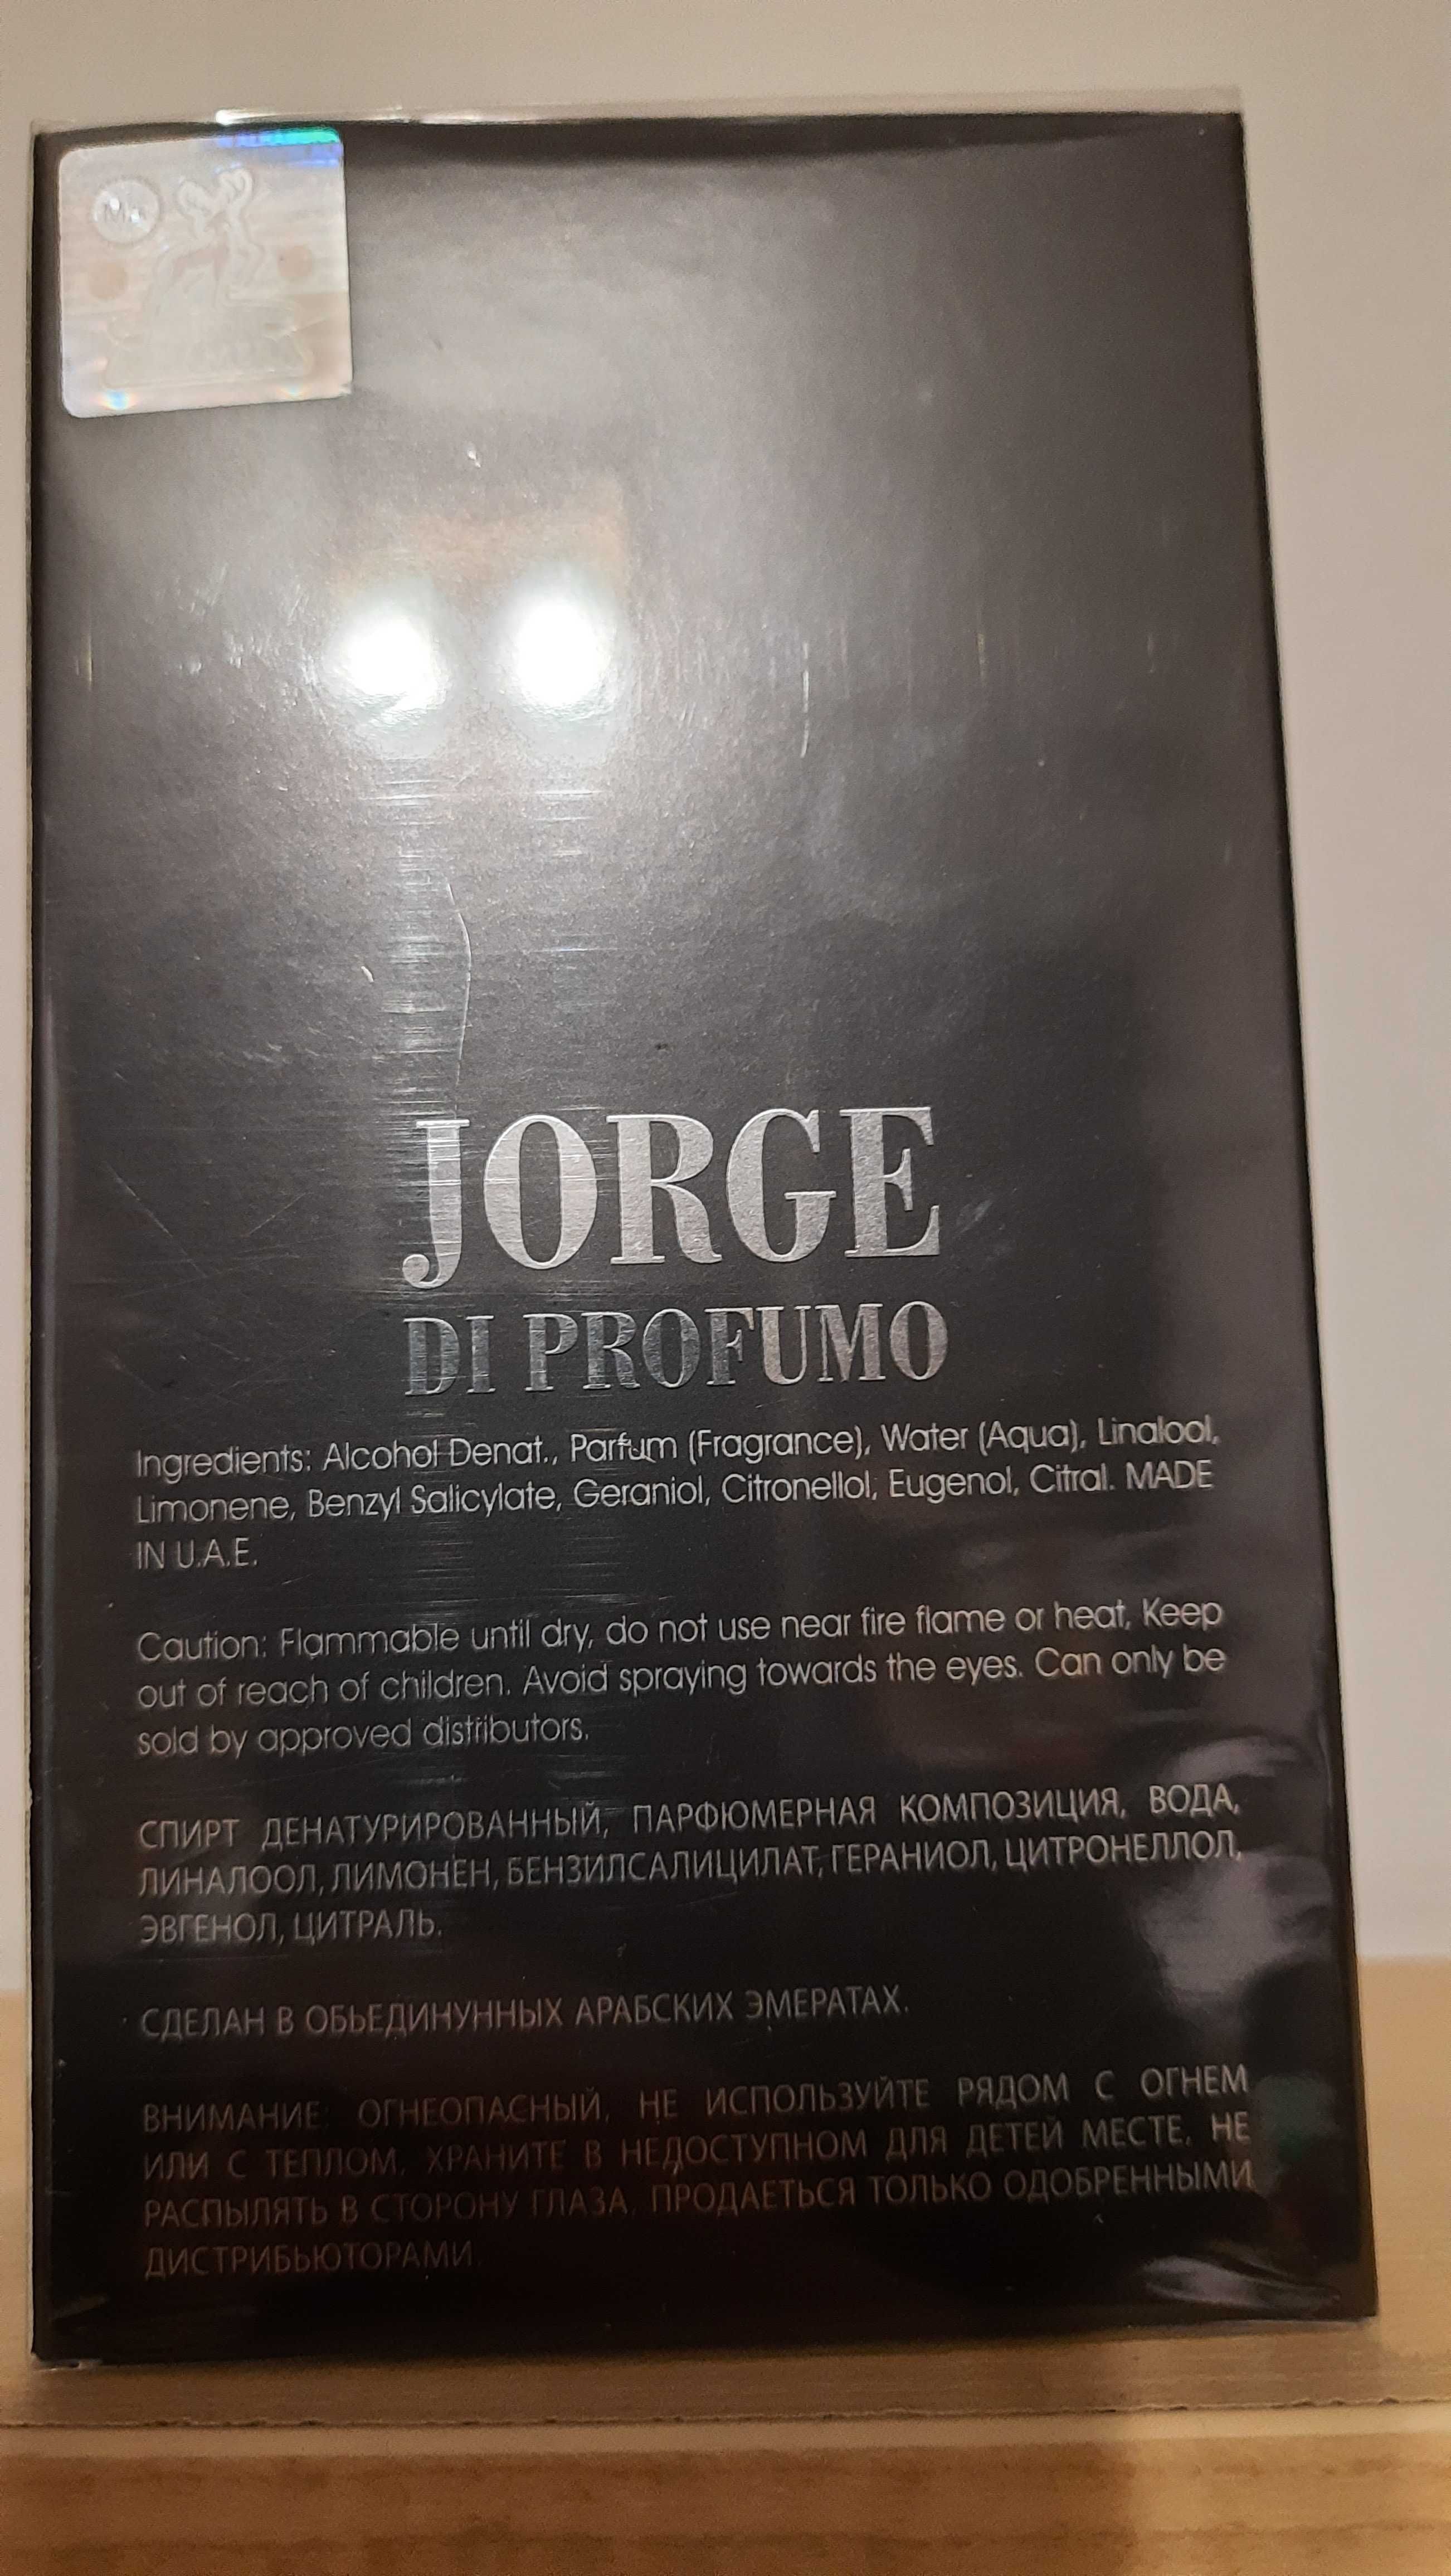 JORGE
DI PROFUMO
Ingredients: Alcohol Denat., Parfum (Fragrance), Water (Aqua), Linalool,
Limonene, Benzyl Salicylate, Geraniol, Citronellol, Eugenol, Citral. MADE
IN U.A.E.
Caution: Flammable until dry, do not use near fire flame or heat, Keep
out of reach of children. Avoid spraying towards the eyes. Can only be
sold by approved distributors.
СПИРТ ДЕНАТУРИРОВАННЫЙ, ПАРФЮМЕРНАЯ КОМПОЗИЦИЯ, ВОДА,
ЛИНАЛООЛ, ЛИМОНЕН, БЕНЗИЛСАЛИЦИЛАТ, ГЕРАНИОЛ, ЦИТРОНЕЛЛОЛ,
ЭВГЕНОЛ, ЦИТРАЛЬ.
СДЕЛАН В ОБЬЕДИНУННЫХ АРАБСКИХ ЭМЕРАТАХ.
ВНИМАНИЕ: ОГНЕОПАСНЫЙ, НЕ ИСПОЛЬЗУЙТЕ РЯДОМ С ОГНЕМ
ИЛИ С ТЕПЛОМ, ХРАНИТЕ В НЕДОСТУПНОМ ДЛЯ ДЕТЕЙ МЕСТЕ, НЕ
РАСПЫЛЯТЬ В СТОРОНУ ГЛАЗА, ПРОДАЕТЬСЯ ТОЛЬКО ОДОБРЕННЫМИ
ДИСТРИБЬЮТОРАМИ.